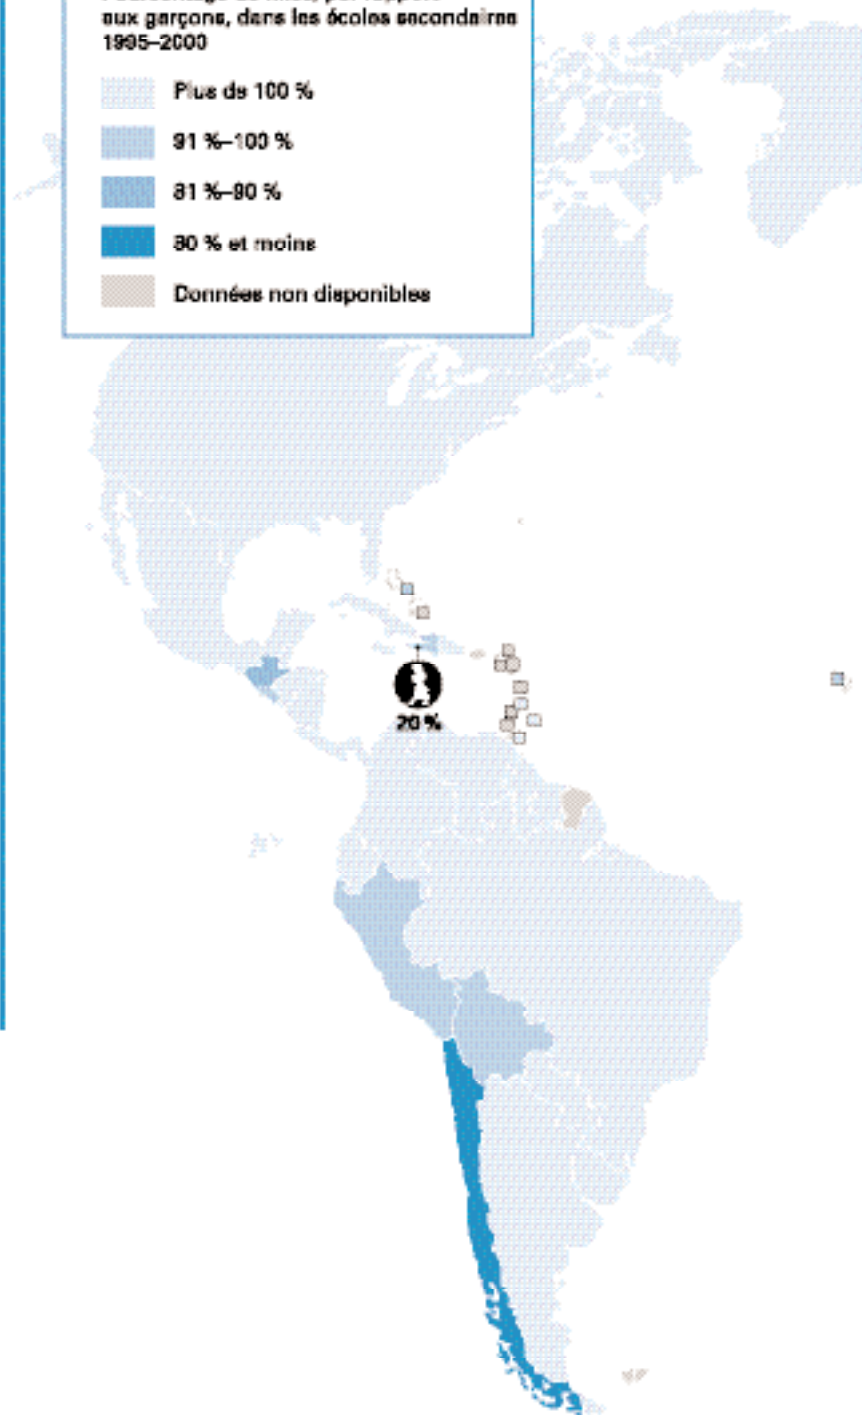 aux garçons, dans les écoles secondaires
1995–2000
Plus de 100 %
91 %–100 %
81 %–90 %
80 % et moins
Données non disponibles
20 %